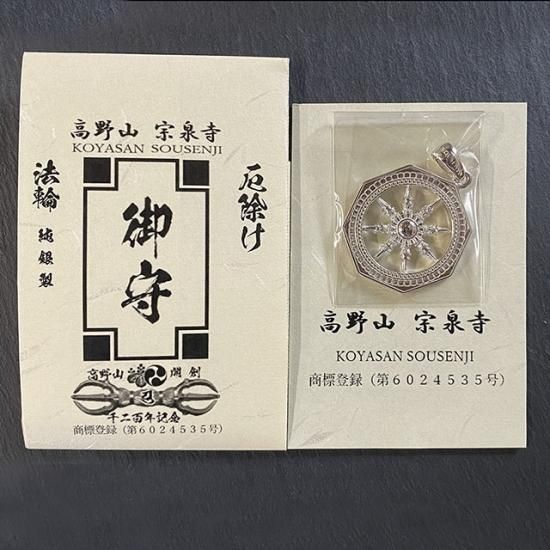 高野山 宗泉寺
KOYASAN SOUSENJI
厄除け
御守
法輪 純銀製
高野山 開創
千二百年記念
商標登録（第６０２４５３５号）
高野山 宗泉寺
KOYASAN SOUSENJI
商標登録（第６０２４５３５号）